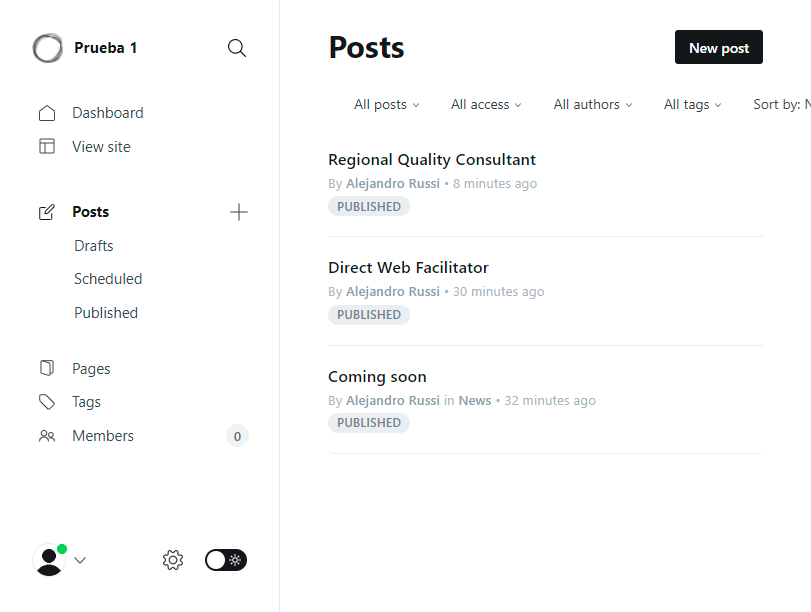 Prueba 1
Dashboard
View site
Posts
Drafts
Scheduled
Published
Pages
Tags
Members 0
Posts
New post
All posts All access All authors All tags Sort by: N
Regional Quality Consultant
By Alejandro Russi • 8 minutes ago
PUBLISHED
Direct Web Facilitator
By Alejandro Russi • 30 minutes ago
PUBLISHED
Coming soon
By Alejandro Russi in News • 32 minutes ago
PUBLISHED